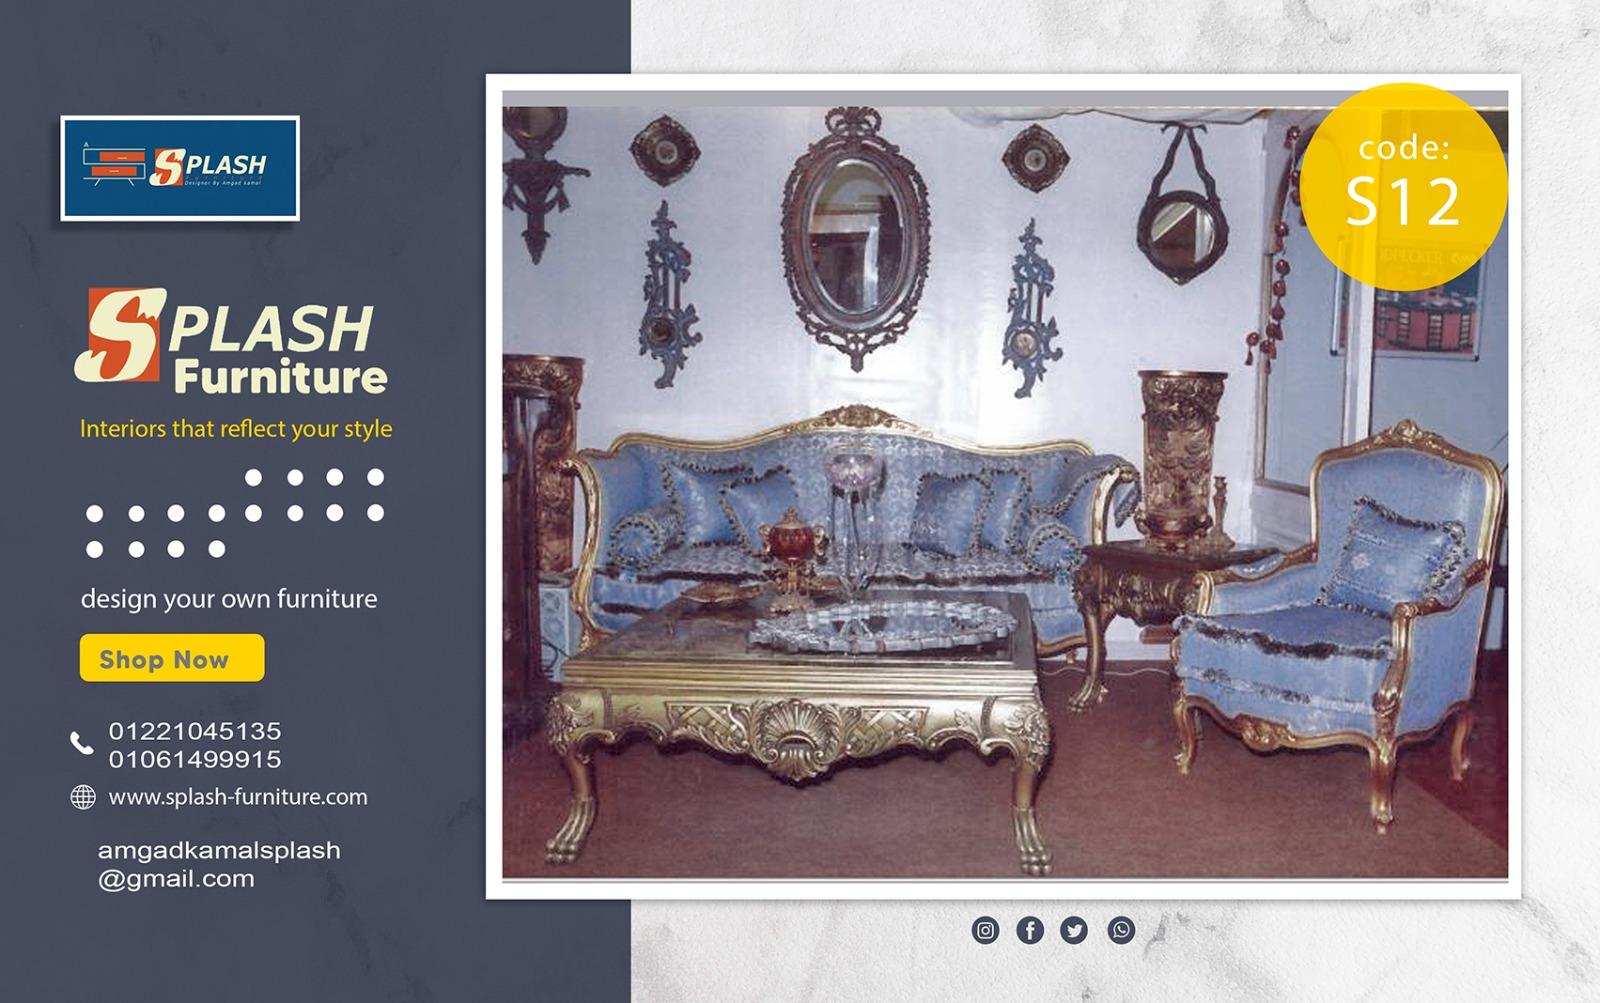 SPLASH
Designer By Amgad kamal
SPLASH
Furniture
Interiors that reflect your style
design your own furniture
Shop Now
01221045135
01061499915
www.splash-furniture.com
amgadkamalsplash
@gmail.com
code:
S12